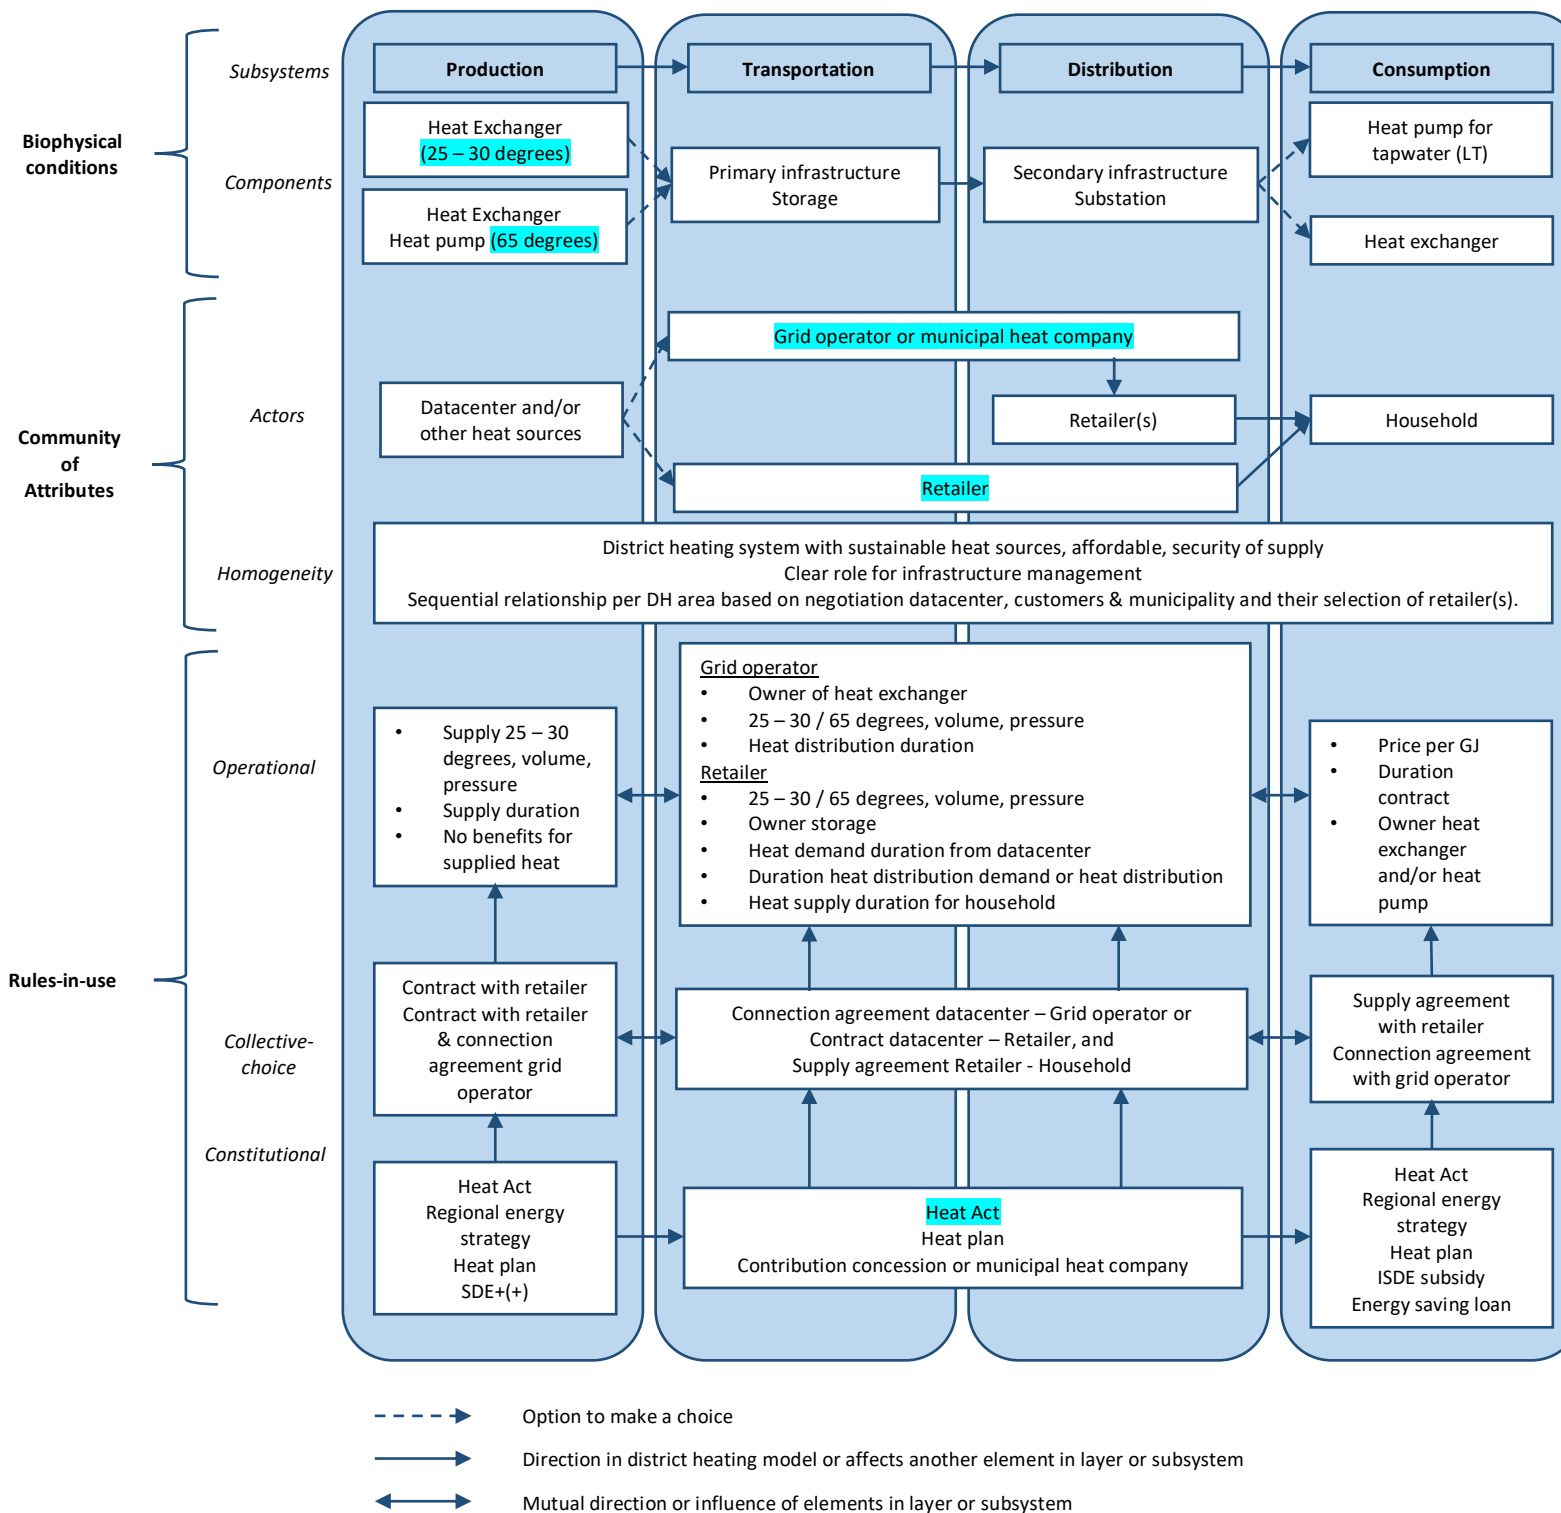 Subsystems
Production
Transportation
Distribution
Consumption
Biophysical
conditions
Components
Heat Exchanger
(25 – 30 degrees)
Heat Exchanger
Heat pump (65 degrees)
Primary infrastructure
Storage
Secondary infrastructure
Substation
Heat pump for
tapwater (LT)
Heat exchanger
Community
of
Attributes
Actors
Grid operator or municipal heat company
Datacenter and/or
other heat sources
Retailer(s)
Household
Retailer
Homogeneity
District heating system with sustainable heat sources, affordable, security of supply
Clear role for infrastructure management
Sequential relationship per DH area based on negotiation datacenter, customers & municipality and their selection of retailer(s).
Rules-in-use
Operational
• Supply 25 – 30
degrees, volume,
pressure
• Supply duration
• No benefits for
supplied heat
Grid operator
• Owner of heat exchanger
• 25 – 30 / 65 degrees, volume, pressure
• Heat distribution duration
Retailer
• 25 – 30 / 65 degrees, volume, pressure
• Owner storage
• Heat demand duration from datacenter
• Duration heat distribution demand or heat distribution
• Heat supply duration for household
• Price per GJ
• Duration
contract
• Owner heat
exchanger
and/or heat
pump
Collective-
choice
Contract with retailer
Contract with retailer
& connection
agreement grid
operator
Connection agreement datacenter – Grid operator or
Contract datacenter – Retailer, and
Supply agreement Retailer - Household
Supply agreement
with retailer
Connection agreement
with grid operator
Constitutional
Heat Act
Regional energy
strategy
Heat plan
SDE+(+)
Heat Act
Heat plan
Contribution concession or municipal heat company
Heat Act
Regional energy
strategy
Heat plan
ISDE subsidy
Energy saving loan
Option to make a choice
Direction in district heating model or affects another element in layer or subsystem
Mutual direction or influence of elements in layer or subsystem